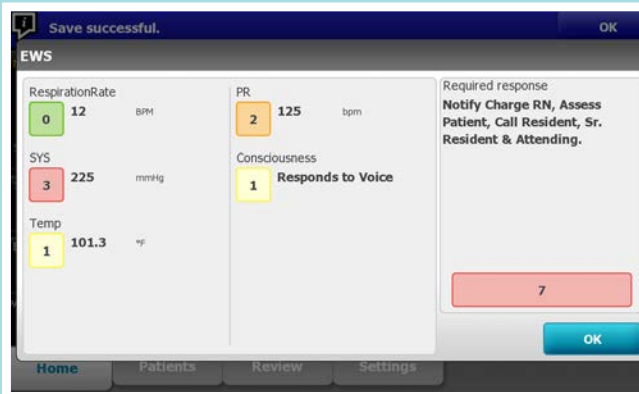 Save successful.
OK
EWS
RespirationRate
0 12 BPM
SYS
3 225 mmHg
Temp
1 101.3 °F
PR
2 125 bpm
Consciousness
1 Responds to Voice
Required response
Notify Charge RN, Assess
Patient, Call Resident, Sr.
Resident & Attending.
7
OK
Home Patients Review Settings